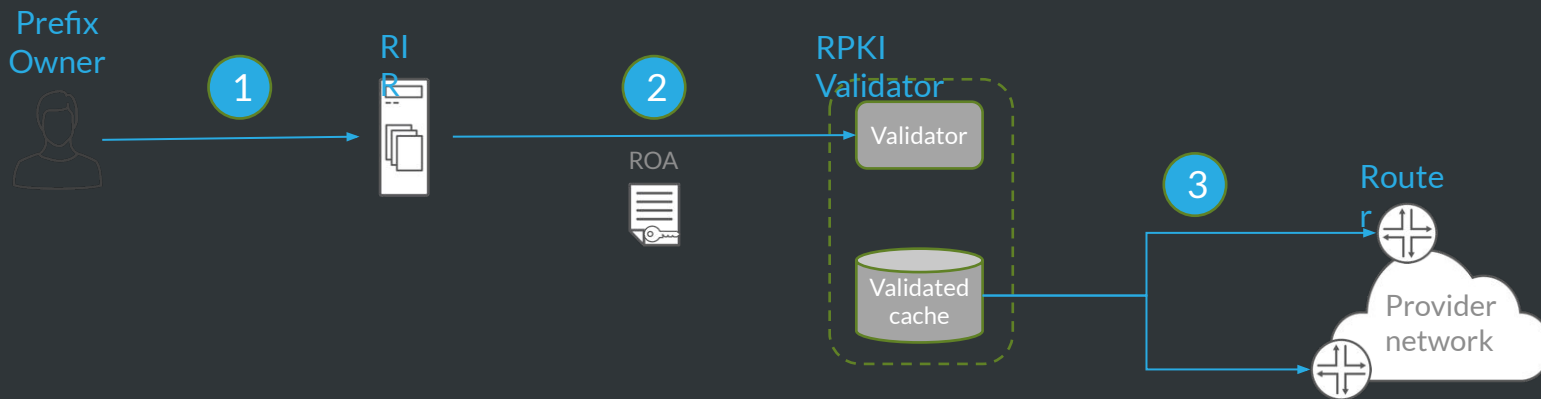 Prefix
Owner
1
RI
R
2
ROA
RPKI
Validator
Validator
Validated
cache
3
Route
r
Provider
network